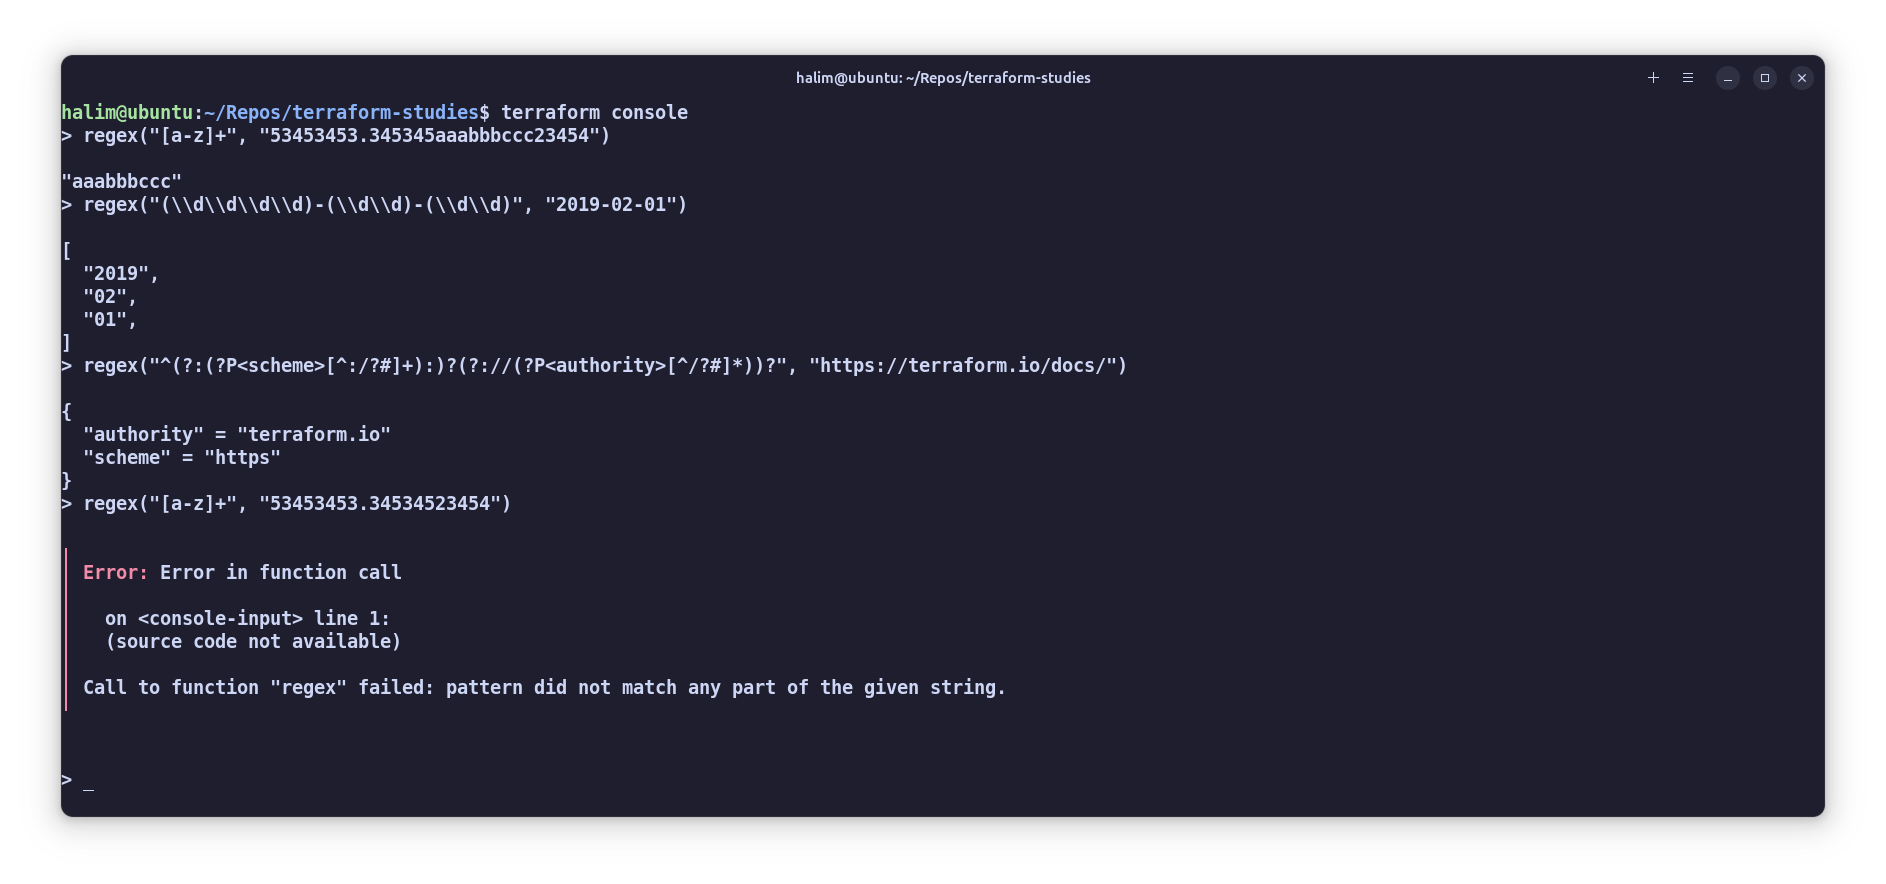 halim@ubuntu: ~/Repos/terraform-studies
halim@ubuntu:~/Repos/terraform-studies$ terraform console
> regex("[a-z]+", "53453453.345345aaabbbccc23454")
"aaabbbccc"
> regex("(\\d\\d\\d\\d)-(\\d\\d)-(\\d\\d)", "2019-02-01")
[
  "2019",
  "02",
  "01",
]
> regex("^(?:(?P<scheme>[^:/?#]+):)?(?://(?P<authority>[^/?#]*))?", "https://terraform.io/docs/")
{
  "authority" = "terraform.io"
  "scheme" = "https"
}
> regex("[a-z]+", "53453453.34534523454")
Error: Error in function call
  on <console-input> line 1:
  (source code not available)
Call to function "regex" failed: pattern did not match any part of the given string.
> _